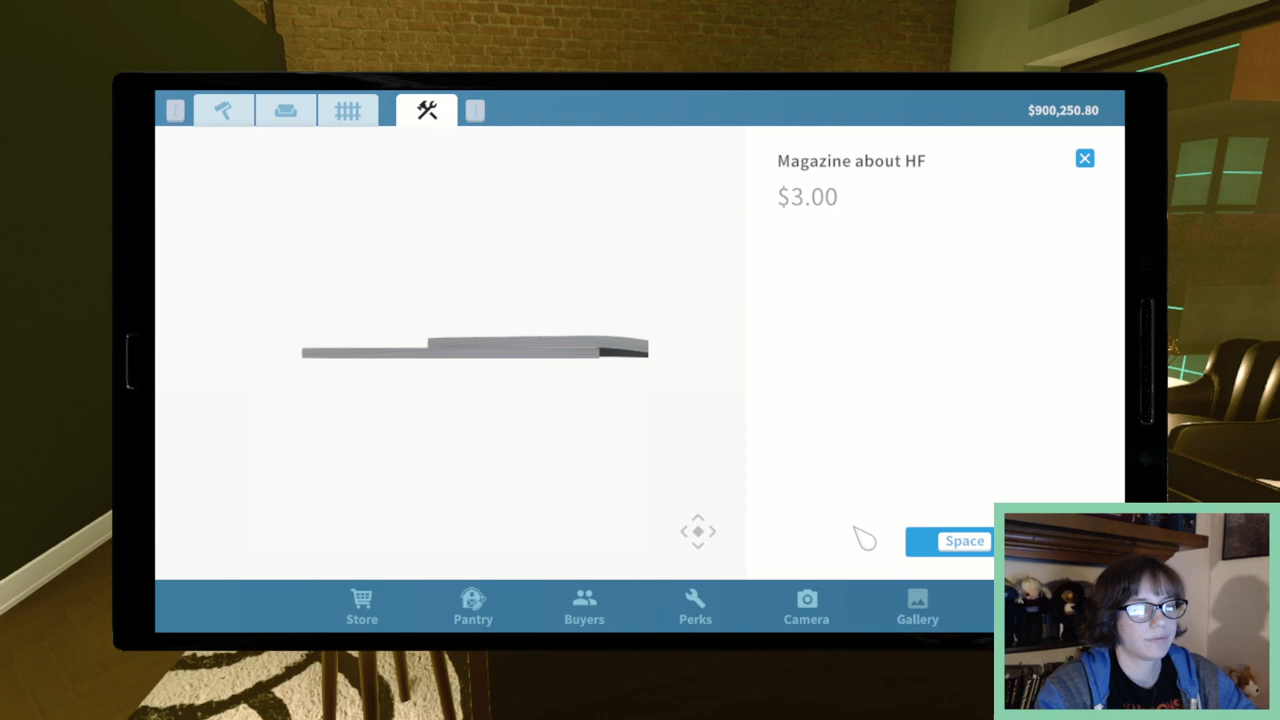 $900,250.80
Magazine about HF
$3.00
Space
Store
Pantry
Buyers
Perks
Camera
Gallery